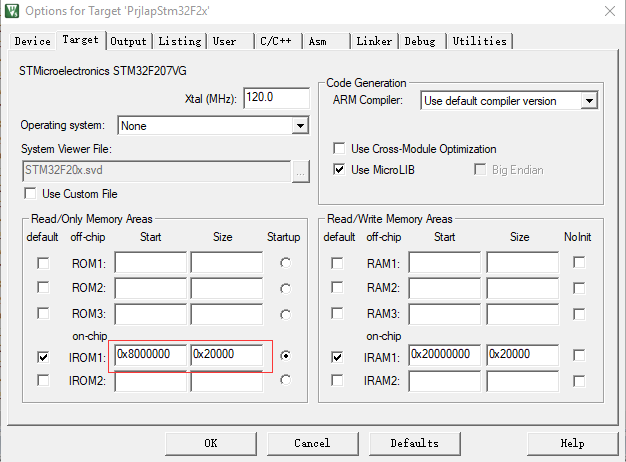 Options for Target 'PrjIapStm32F2x'
Device Target Output Listing User C/C++ Asm Linker Debug Utilities
STMicroelectronics STM32F207VG
Xtal (MHz): 120.0
Operating system: None
System Viewer File:
STM32F20x.svd ...
Use Custom File
Code Generation
ARM Compiler: Use default compiler version
Use Cross-Module Optimization
Use MicroLIB Big Endian
Read/Only Memory Areas
default off-chip Start Size Startup
ROM1:
ROM2:
ROM3:
on-chip
IROM1: 0x8000000 0x20000
IROM2:
Read/Write Memory Areas
default off-chip Start Size NoInit
RAM1:
RAM2:
RAM3:
on-chip
IRAM1: 0x20000000 0x20000
IRAM2:
OK Cancel Defaults Help